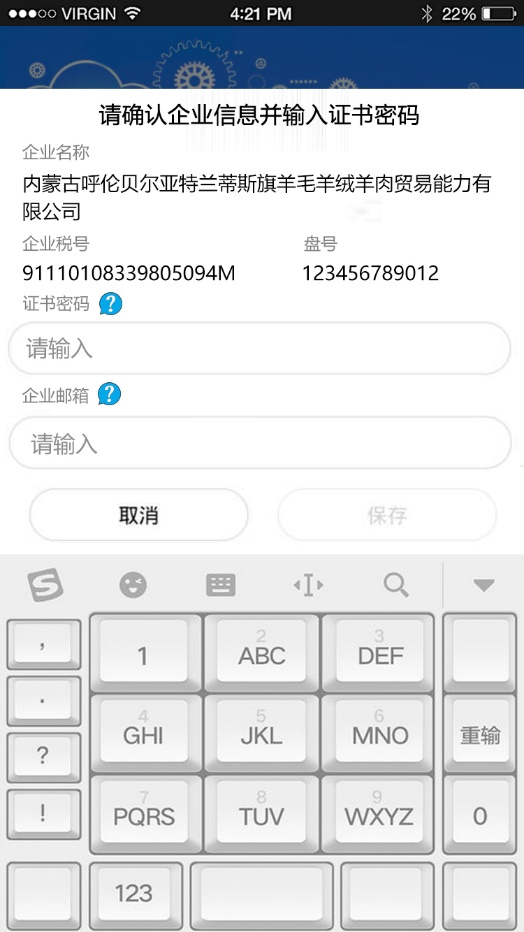 VIRGIN 4:21 PM 22%
请确认企业信息并输入证书密码
企业名称
内蒙古呼伦贝尔亚特兰蒂斯旗羊毛羊绒羊肉贸易能力有
限公司
企业税号 盘号
91110108339805094M 123456789012
证书密码 ?
请输入
企业邮箱 ?
请输入
取消 保存
S
, 1 2 ABC 3 DEF
. 4 GHI 5 JKL 6 MNO 重输
? 7 PQRS 8 TUV 9 WXYZ 0
!
123